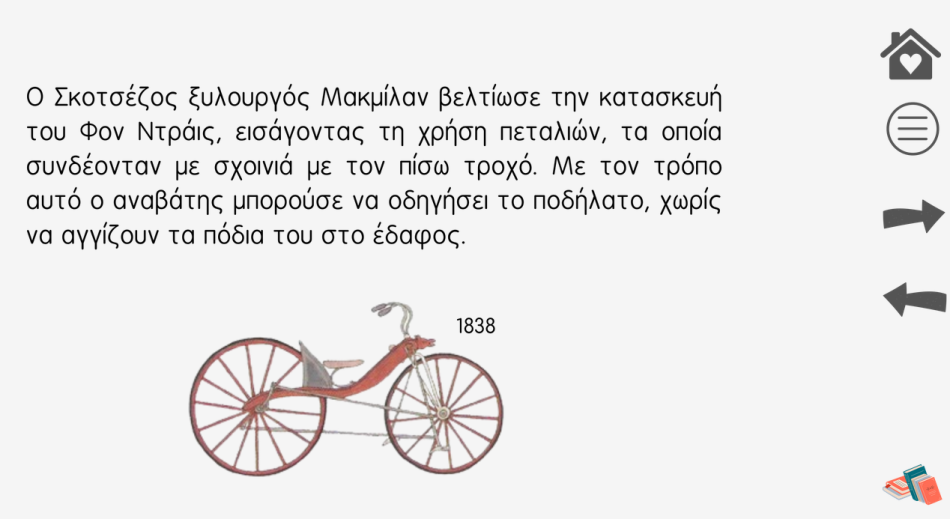 Ο Σκοτσέζος ξυλουργός Μακμίλαν βελτίωσε την κατασκευή
του Φον Ντράις, εισάγοντας τη χρήση πεταλιών, τα οποία
συνδέονταν με σχοινιά με τον πίσω τροχό. Με τον τρόπο
αυτό ο αναβάτης μπορούσε να οδηγήσει το ποδήλατο, χωρίς
να αγγίζουν τα πόδια του στο έδαφος.
1838